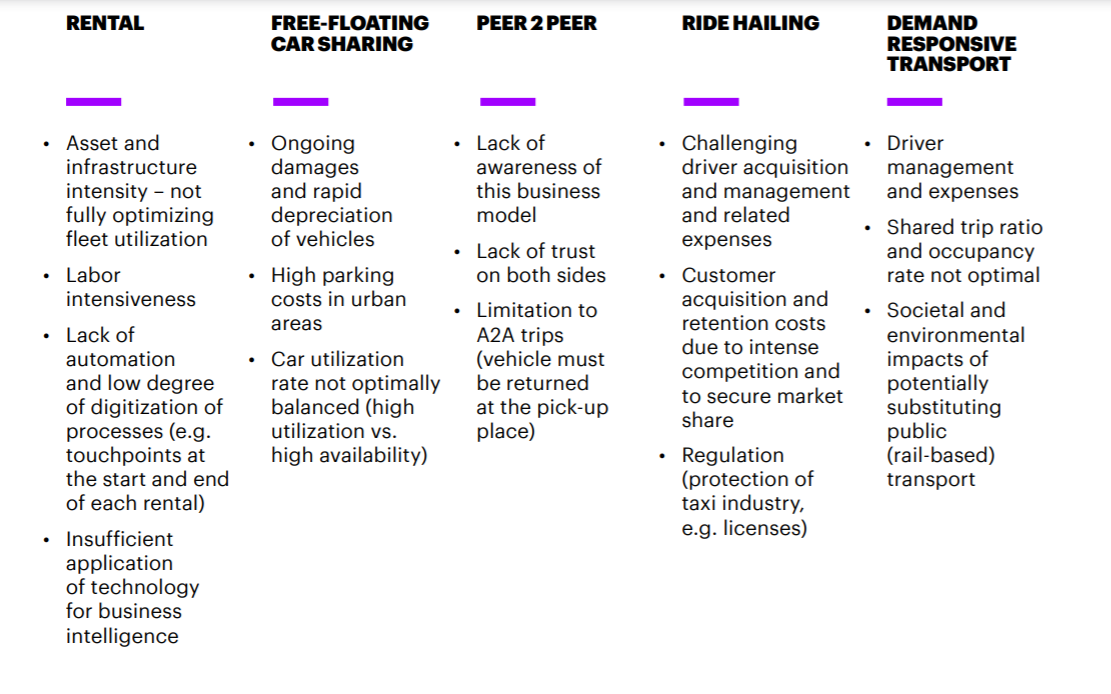 RENTAL
• Asset and
infrastructure
intensity – not
fully optimizing
fleet utilization
• Labor
intensiveness
• Lack of
automation
and low degree
of digitization of
processes (e.g.
touchpoints at
the start and end
of each rental)
• Insufficient
application
of technology
for business
intelligence
FREE-FLOATING
CAR SHARING
• Ongoing
damages
and rapid
depreciation
of vehicles
• High parking
costs in urban
areas
• Car utilization
rate not optimally
balanced (high
utilization vs.
high availability)
PEER 2 PEER
• Lack of
awareness of
this business
model
• Lack of trust
on both sides
• Limitation to
A2A trips
(vehicle must
be returned
at the pick-up
place)
RIDE HAILING
• Challenging
driver acquisition
and management
and related
expenses
• Customer
acquisition and
retention costs
due to intense
competition and
to secure market
share
• Regulation
(protection of
taxi industry,
e.g. licenses)
DEMAND
RESPONSIVE
TRANSPORT
• Driver
management
and expenses
• Shared trip ratio
and occupancy
rate not optimal
• Societal and
environmental
impacts of
potentially
substituting
public
(rail-based)
transport